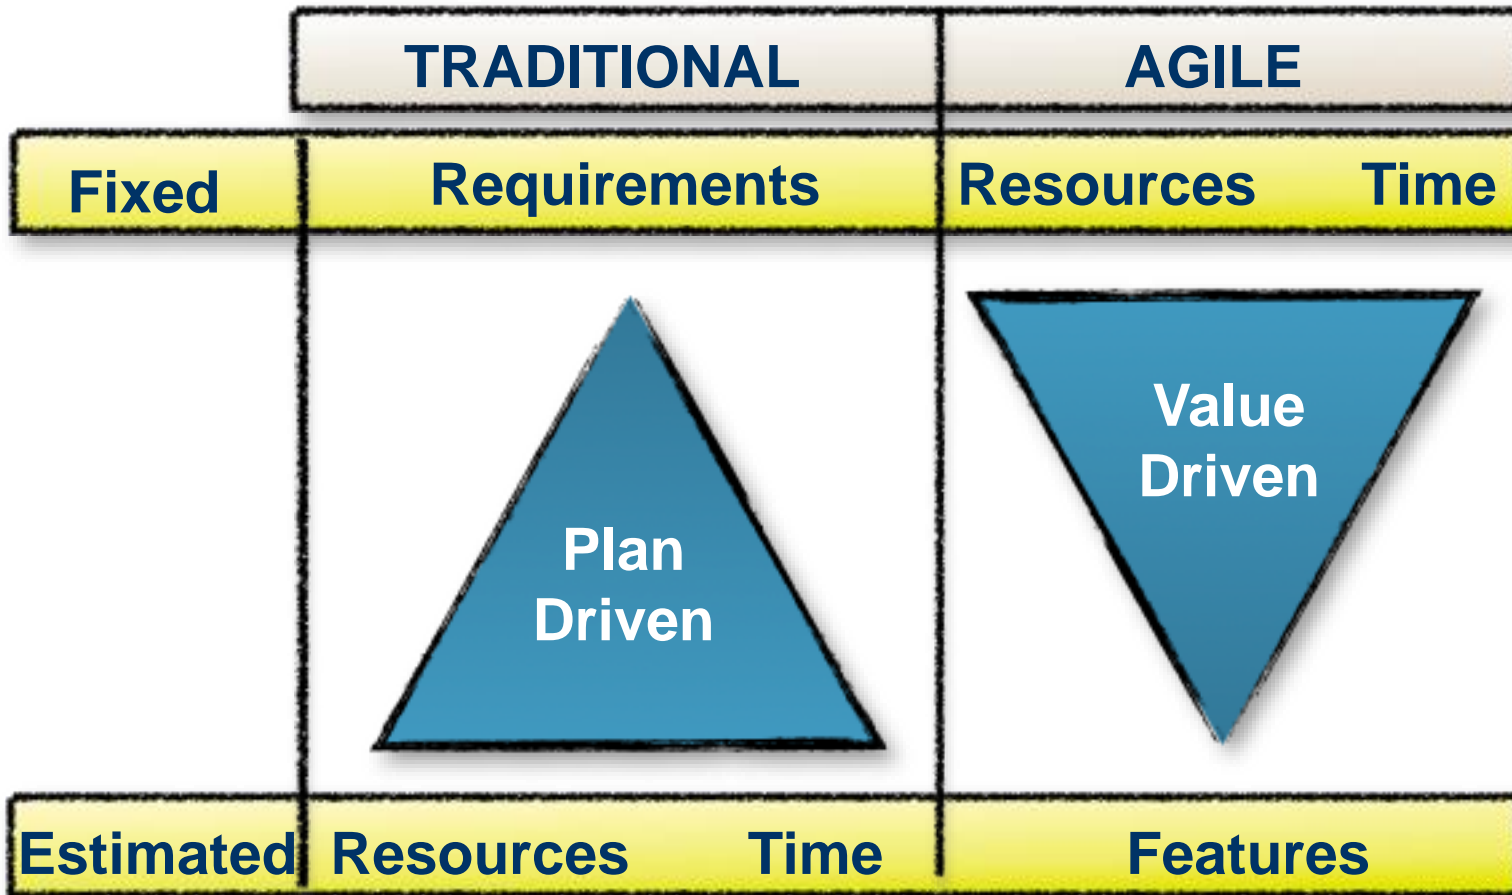 TRADITIONAL AGILE
Fixed Requirements Resources Time
Plan
Driven
Value
Driven
Estimated Resources Time Features